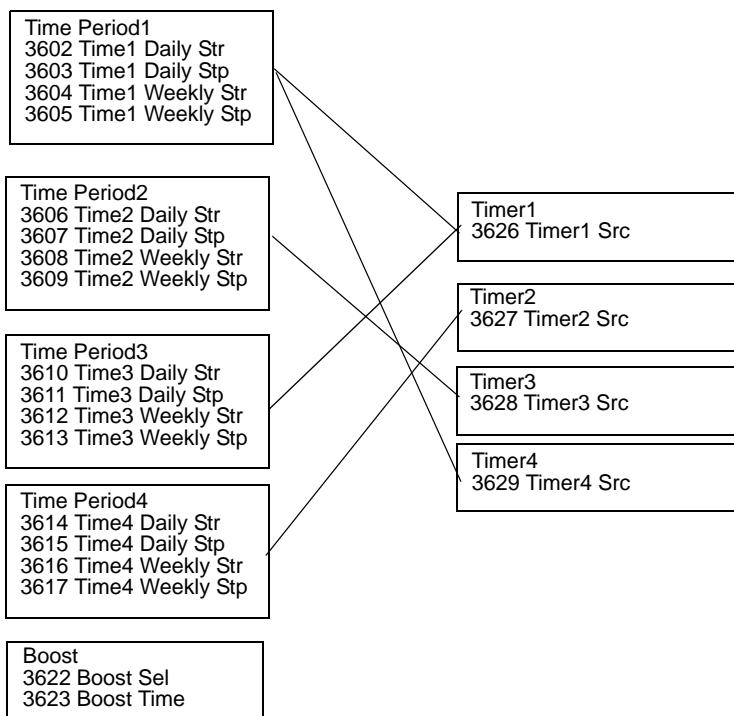 Time Period1
3602 Time1 Daily Str
3603 Time1 Daily Stp
3604 Time1 Weekly Str
3605 Time1 Weekly Stp
Time Period2
3606 Time2 Daily Str
3607 Time2 Daily Stp
3608 Time2 Weekly Str
3609 Time2 Weekly Stp
Time Period3
3610 Time3 Daily Str
3611 Time3 Daily Stp
3612 Time3 Weekly Str
3613 Time3 Weekly Stp
Time Period4
3614 Time4 Daily Str
3615 Time4 Daily Stp
3616 Time4 Weekly Str
3617 Time4 Weekly Stp
Boost
3622 Boost Sel
3623 Boost Time
Timer1
3626 Timer1 Src
Timer2
3627 Timer2 Src
Timer3
3628 Timer3 Src
Timer4
3629 Timer4 Src